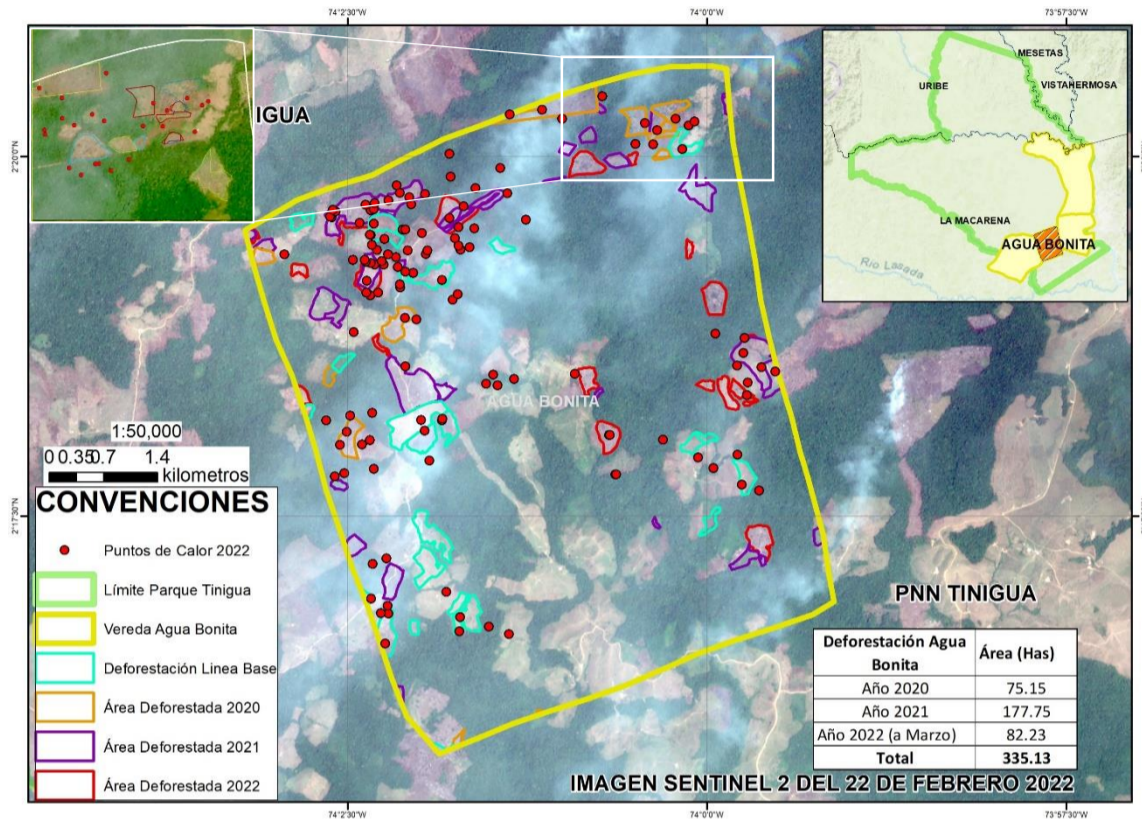 74°2'30"W
74°0'0"W
73°57'30"W
IGUA
MESETAS
URIBE
VISTAHERMOSA
LA MACARENA
AGUA BONITA
2°20'0"N
AGUA BONITA
1:50,000
0 0.35 0.7 1.4
kilometros
CONVENCIONES
Puntos de Calor 2022
Límite Parque Tinigua
Vereda Agua Bonita
Deforestación Linea Base
Área Deforestada 2020
Área Deforestada 2021
Área Deforestada 2022
2°17'30"N
2°17'30"N
PNN TINIGUA
Deforestación Agua Bonita Área (Has)
Año 2020 75.15
Año 2021 177.75
Año 2022 (a Marzo) 82.23
Total 335.13
IMAGEN SENTINEL 2 DEL 22 DE FEBRERO 2022
74°2'30"W
74°0'0"W
73°57'30"W